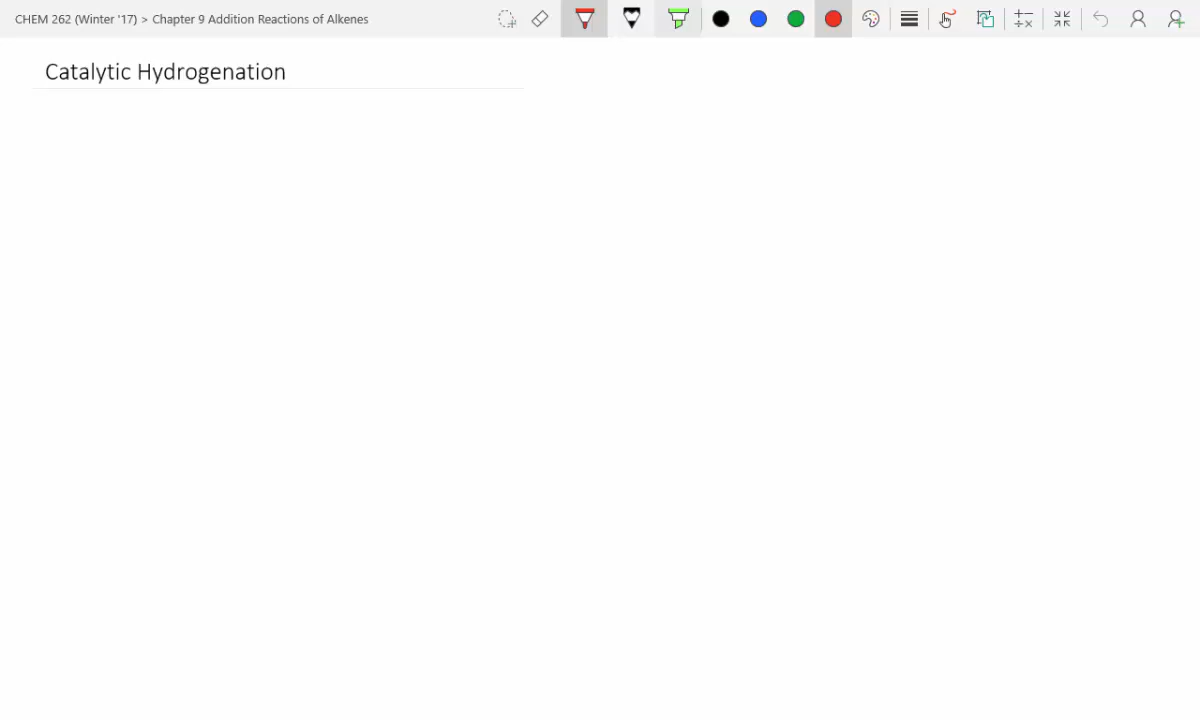 CHEM 262 (Winter '17) > Chapter 9 Addition Reactions of Alkenes
Catalytic Hydrogenation